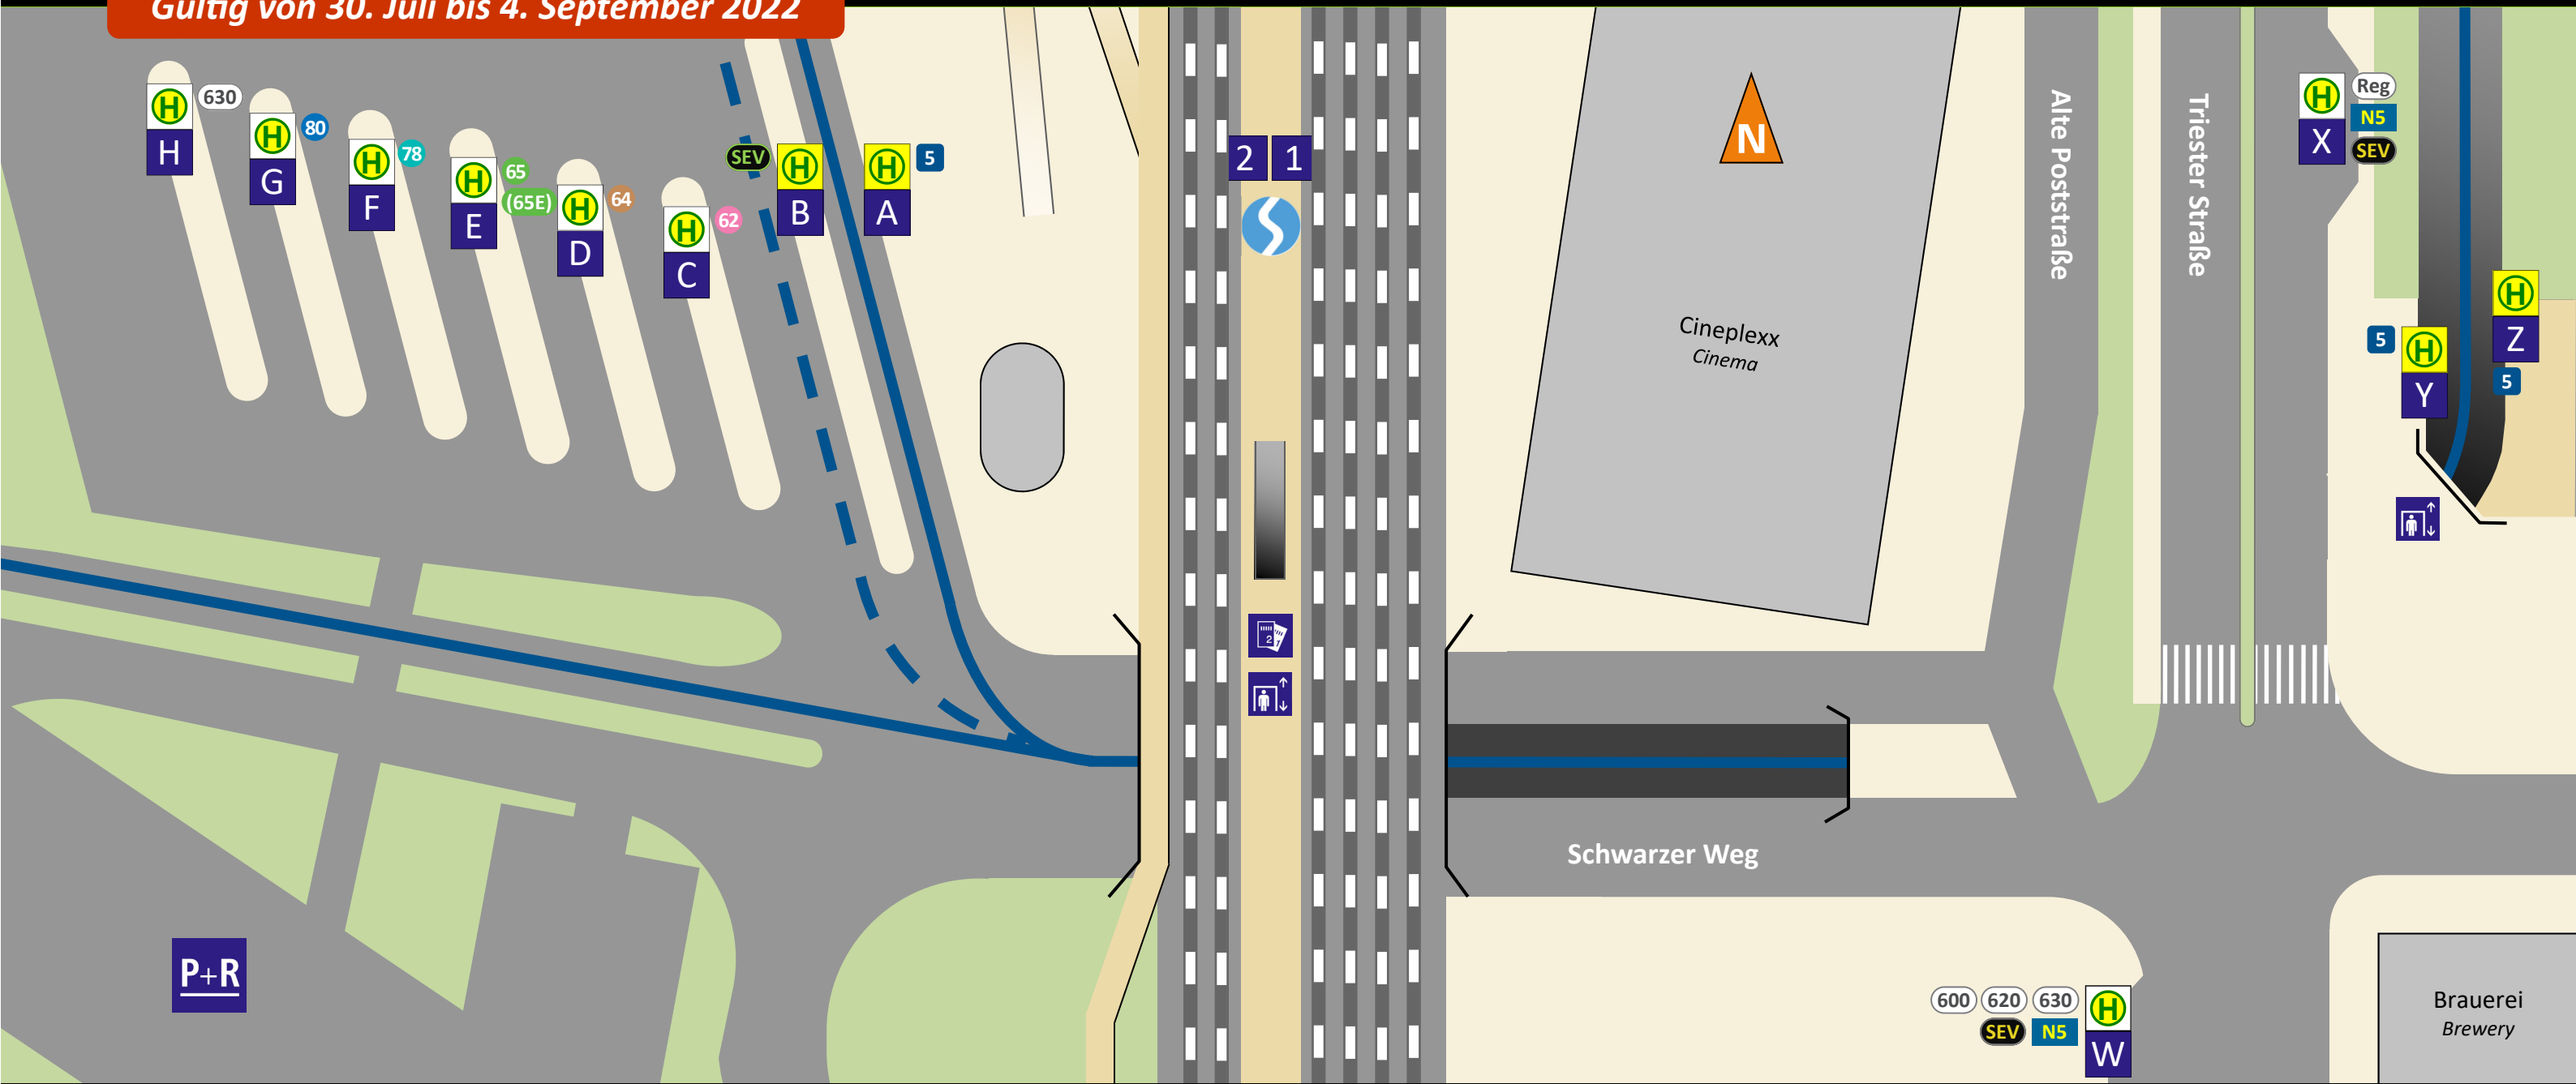 Gültig von 30. Juli bis 4. September 2022
H
630
H
H
80
G
H
78
F
H
65
(65E)
E
H
64
D
H
62
C
SEV
H
B
H
5
A
2
1
N
Cineplexx
Cinema
Alte Poststraße
Triester Straße
H
Reg
N5
SEV
X
5
H
Y
H
Z
5
2
1
Schwarzer Weg
P+R
600
620
630
SEV
N5
H
W
Brauerei
Brewery